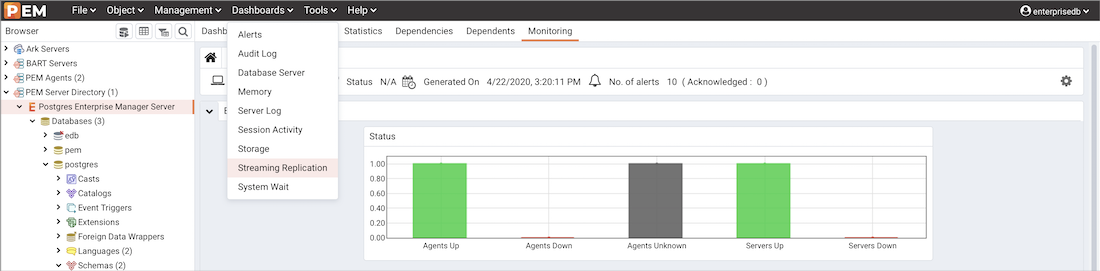 PEM File Object Management Dashboards Tools Help enterprisedb
Browser
Dashb
Statistics Dependencies Dependents Monitoring
Alerts
Audit Log
Database Server
Memory
Server Log
Session Activity
Storage
Streaming Replication
System Wait
Ark Servers
BART Servers
PEM Agents (2)
PEM Server Directory (1)
Postgres Enterprise Manager Server
Databases (3)
edb
pem
postgres
Casts
Catalogs
Event Triggers
Extensions
Foreign Data Wrappers
Languages (2)
Schemas (2)
Status N/A Generated On 4/22/2020, 3:20:11 PM No. of alerts 10 ( Acknowledged : 0 )
Status
1.00
0.80
0.60
0.40
0.20
0.00
Agents Up Agents Down Agents Unknown Servers Up Servers Down